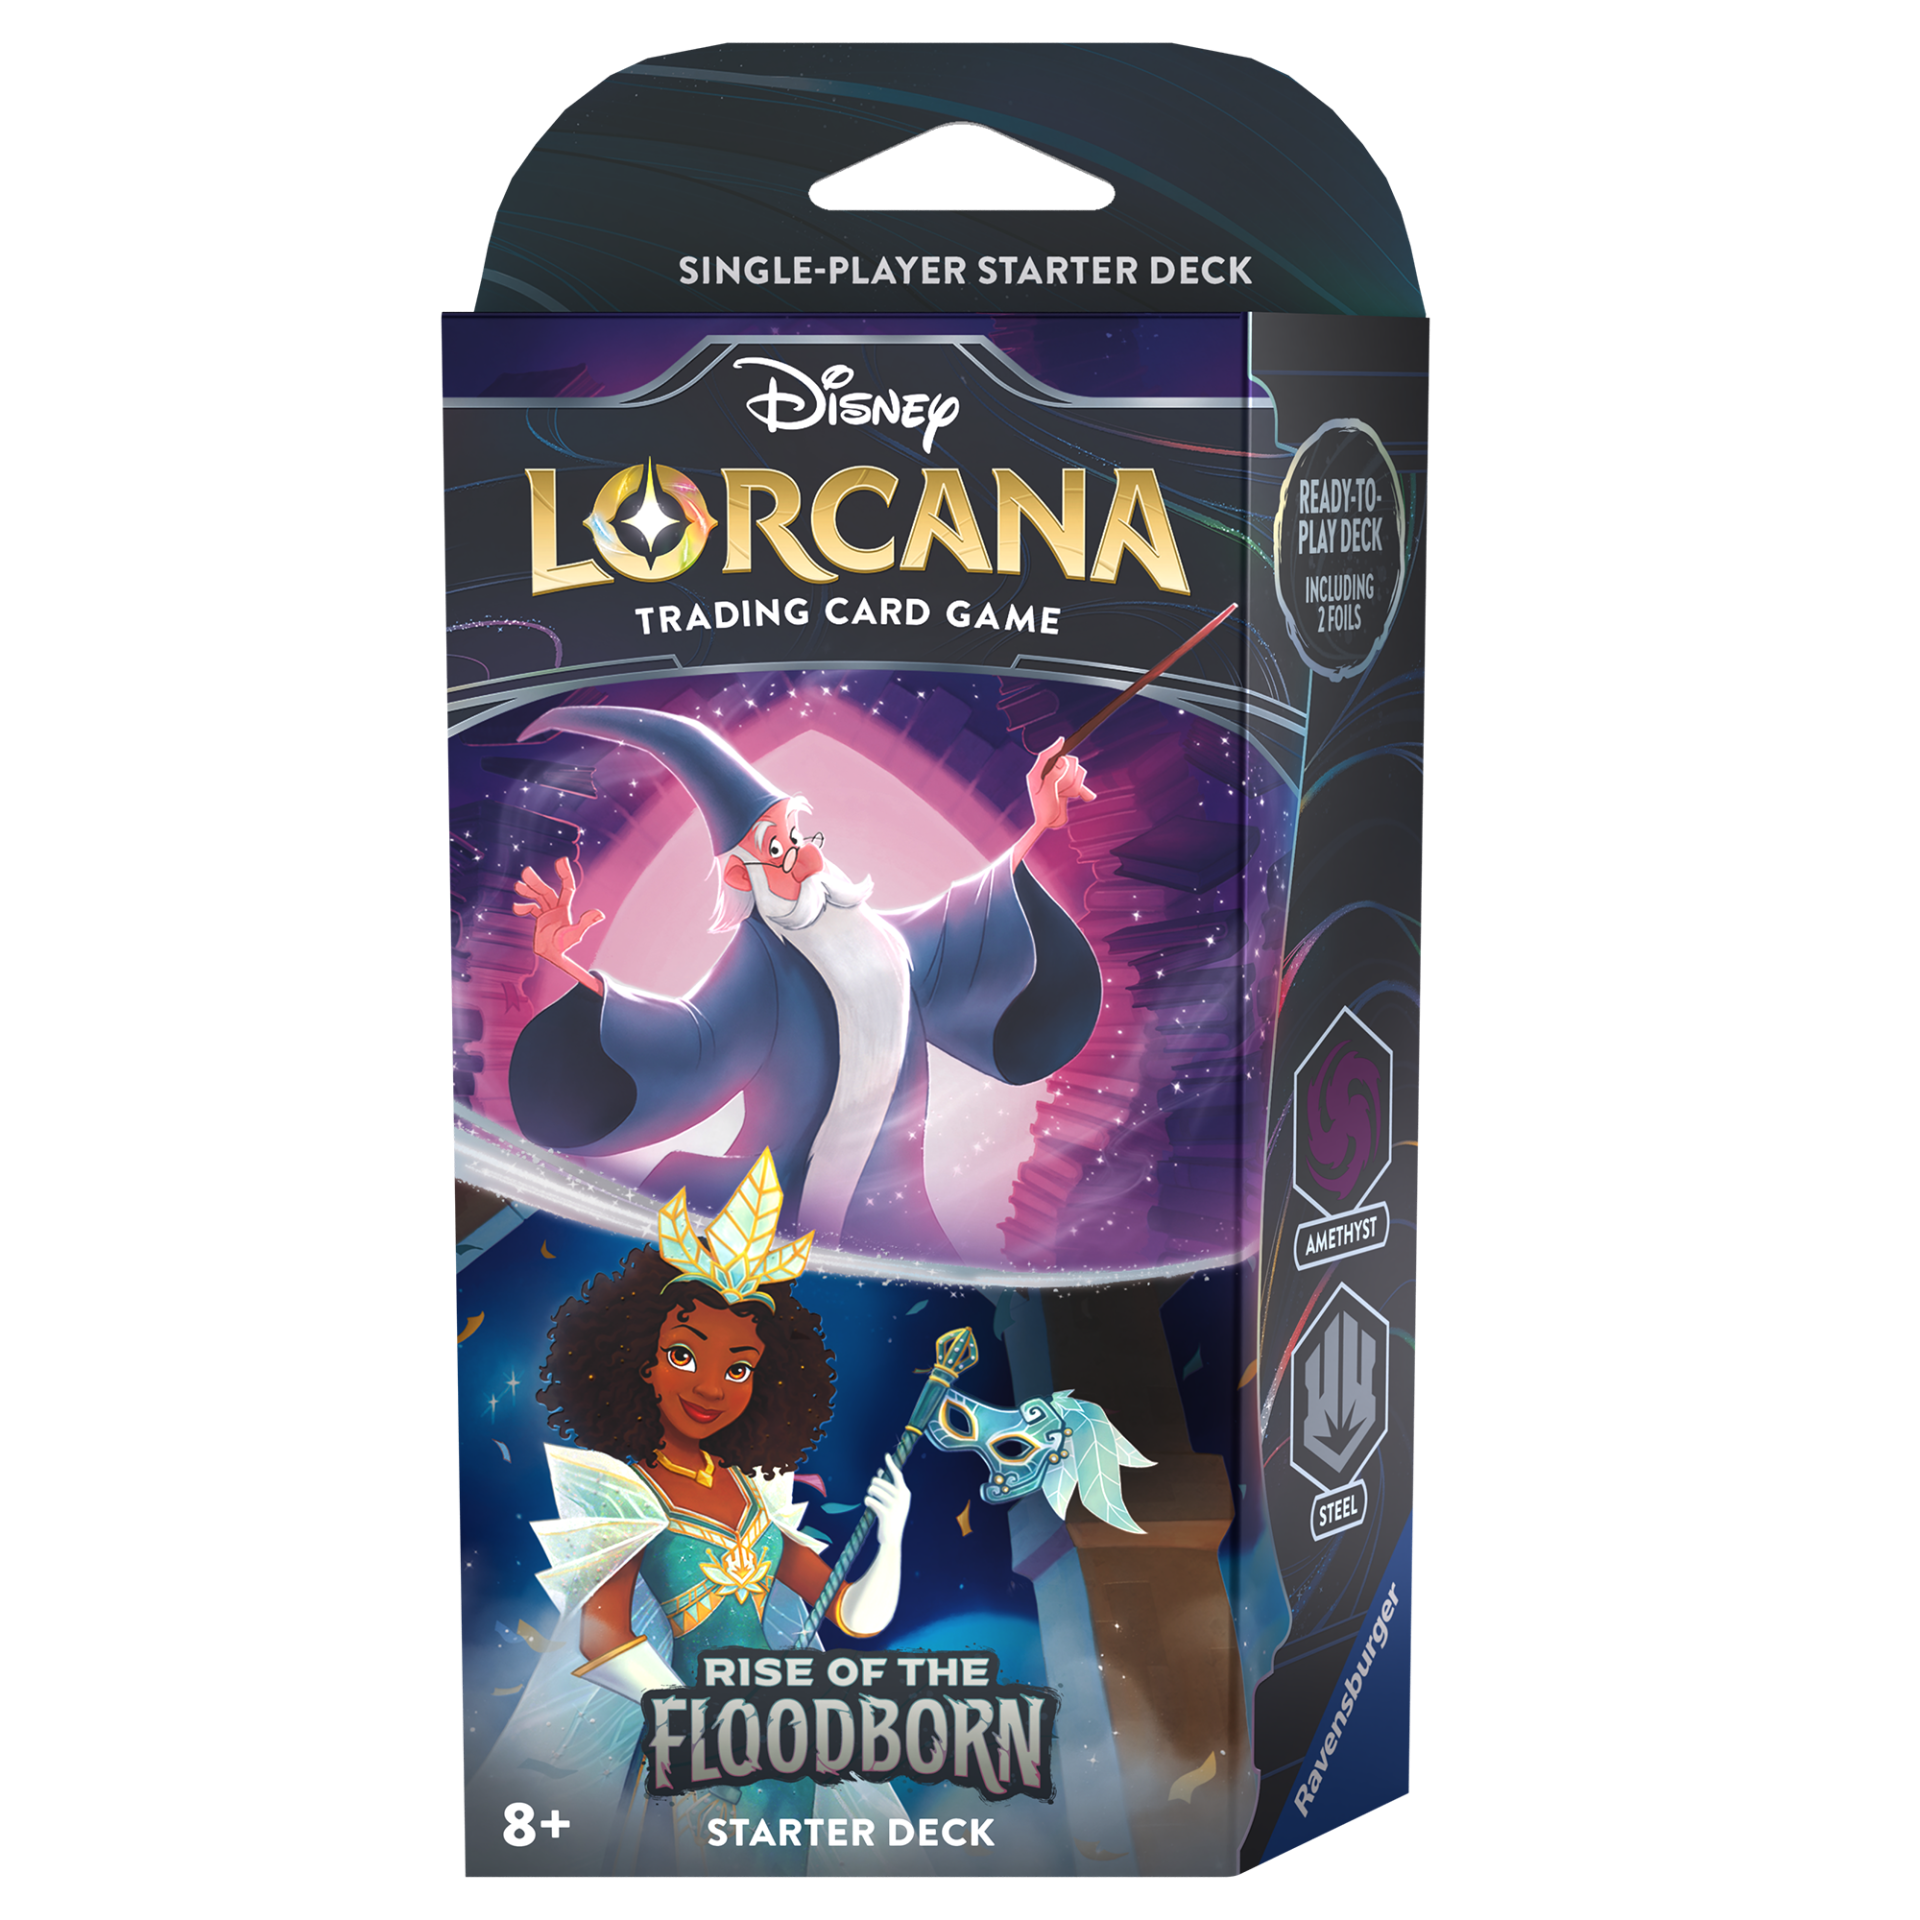 SINGLE-PLAYER STARTER DECK
Disney
LORCANA
TRADING CARD GAME
READY-TO-
PLAY DECK
INCLUDING
2 FOILS
AMETHYST
STEEL
RISE OF THE
FLOODBORN
8+
STARTER DECK
Ravensburger